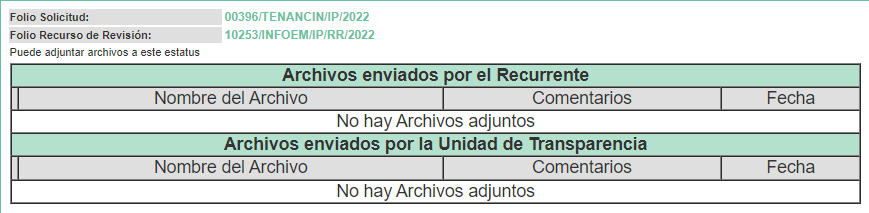 Folio Solicitud: 00396/TENANCIN/IP/2022
Folio Recurso de Revisión: 10253/INFOEM/IP/RR/2022
Puede adjuntar archivos a este estatus
Archivos enviados por el Recurrente
Nombre del Archivo Comentarios Fecha
No hay Archivos adjuntos
Archivos enviados por la Unidad de Transparencia
Nombre del Archivo Comentarios Fecha
No hay Archivos adjuntos